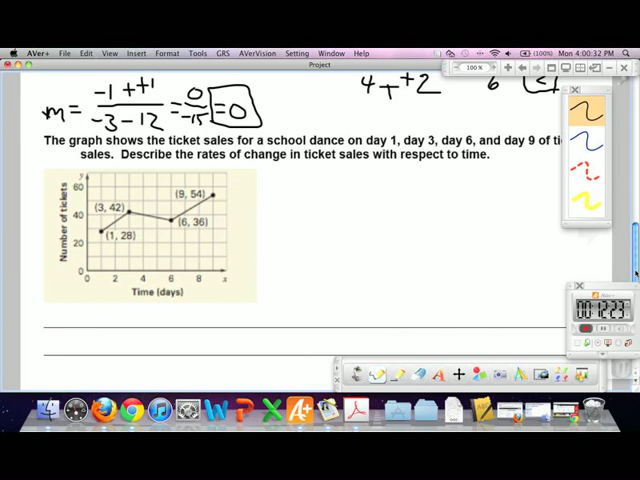 AVer+ File Edit View Insert Format Tools GRS AVerVision Setting Window Help (100%) M 4:00:32 PM
Project
100%
-1 ++1
m = -3 - 12 = 0 -15 = 0
4 + +2 6
The graph shows the ticket sales for a school dance on day 1, day 3, day 6, and day 9 of
sales. Describe the rates of change in ticket sales with respect to time.
Number of tickets
y
60
40
20
0
(3, 42)
(1, 28)
(9, 54)
(6, 36)
0 2 4 6 8 x
Time (days)
00:12:23